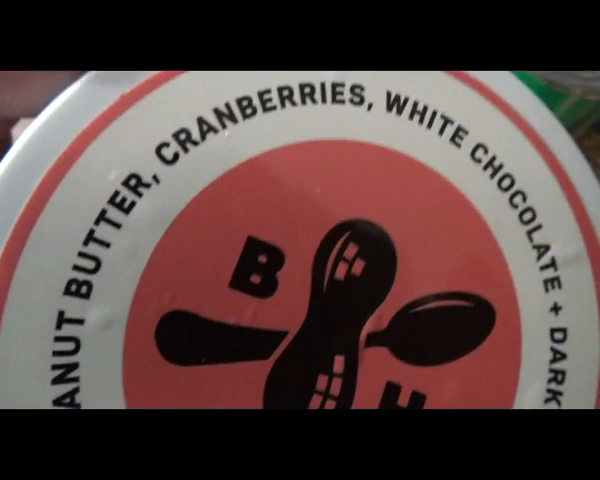 ANUT BUTTER, CRANBERRIES, WHITE CHOCOLATE + DARK
B
H